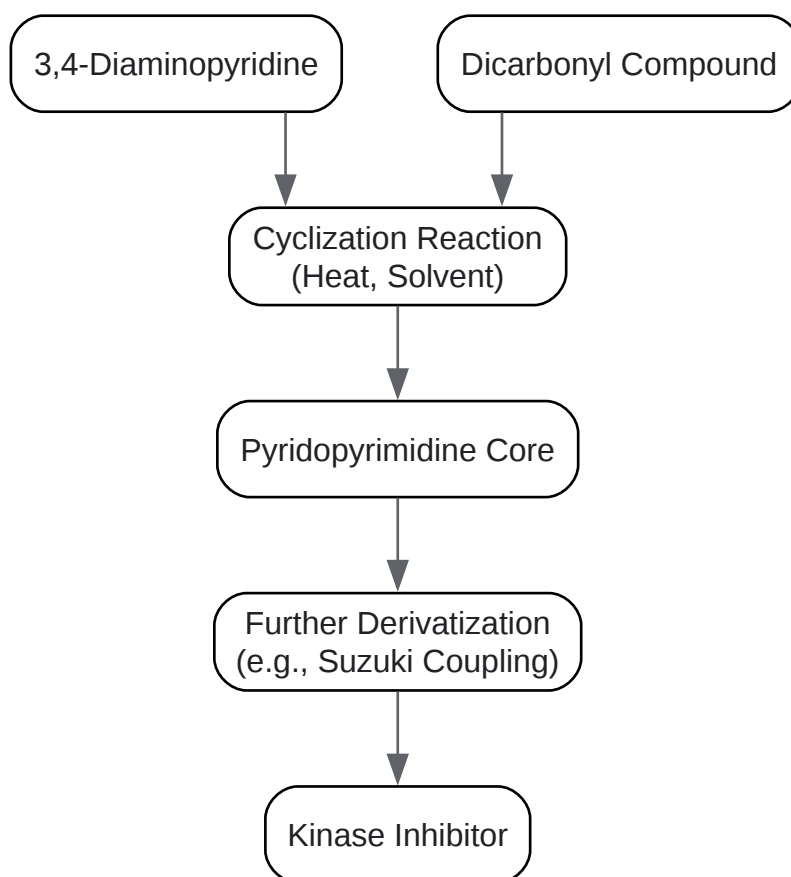 3,4-Diaminopyridine
Dicarbonyl Compound
Cyclization Reaction
(Heat, Solvent)
Pyridopyrimidine Core
Further Derivatization
(e.g., Suzuki Coupling)
Kinase Inhibitor